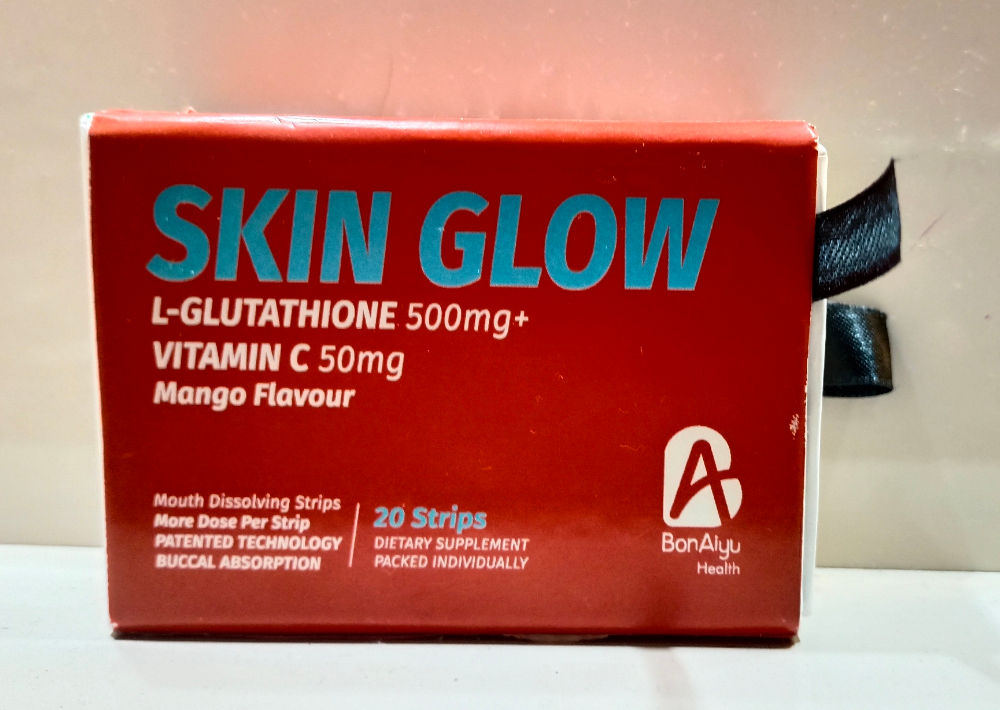 SKIN GLOW
L-GLUTATHIONE 500mg+
VITAMIN C 50mg
Mango Flavour
Mouth Dissolving Strips
More Dose Per Strip
PATENTED TECHNOLOGY
BUCCAL ABSORPTION
20 Strips
DIETARY SUPPLEMENT
PACKED INDIVIDUALLY
BonAiyu
Health